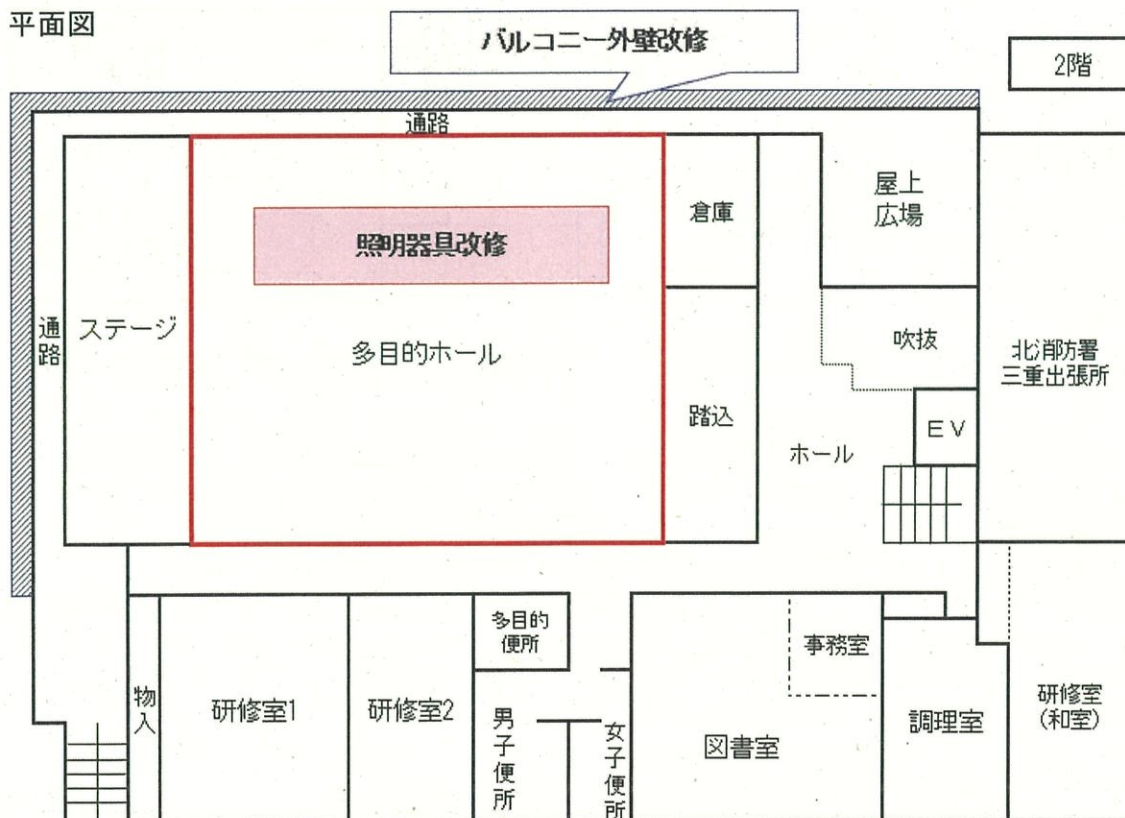 平面図
バルコニー外壁改修
2階
通路
倉庫
屋上
広場
照明器具改修
通路
ステージ
多目的ホール
吹抜
北消防署
三重出張所
踏込
EV
ホール
多目的
便所
事務室
物入
研修室1
研修室2
男子便所
女子便所
図書室
調理室
研修室
(和室)